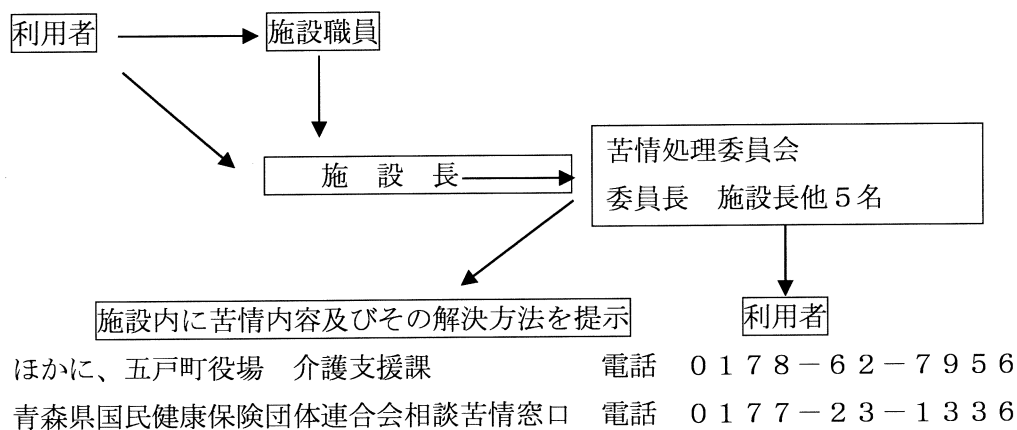 利用者
施設職員
施　設　長
苦情処理委員会
委員長　施設長他５名
施設内に苦情内容及びその解決方法を提示
利用者
ほかに、五戸町役場　介護支援課　電話　０１７８－６２－７９５６
青森県国民健康保険団体連合会相談苦情窓口　電話　０１７７－２３－１３３６